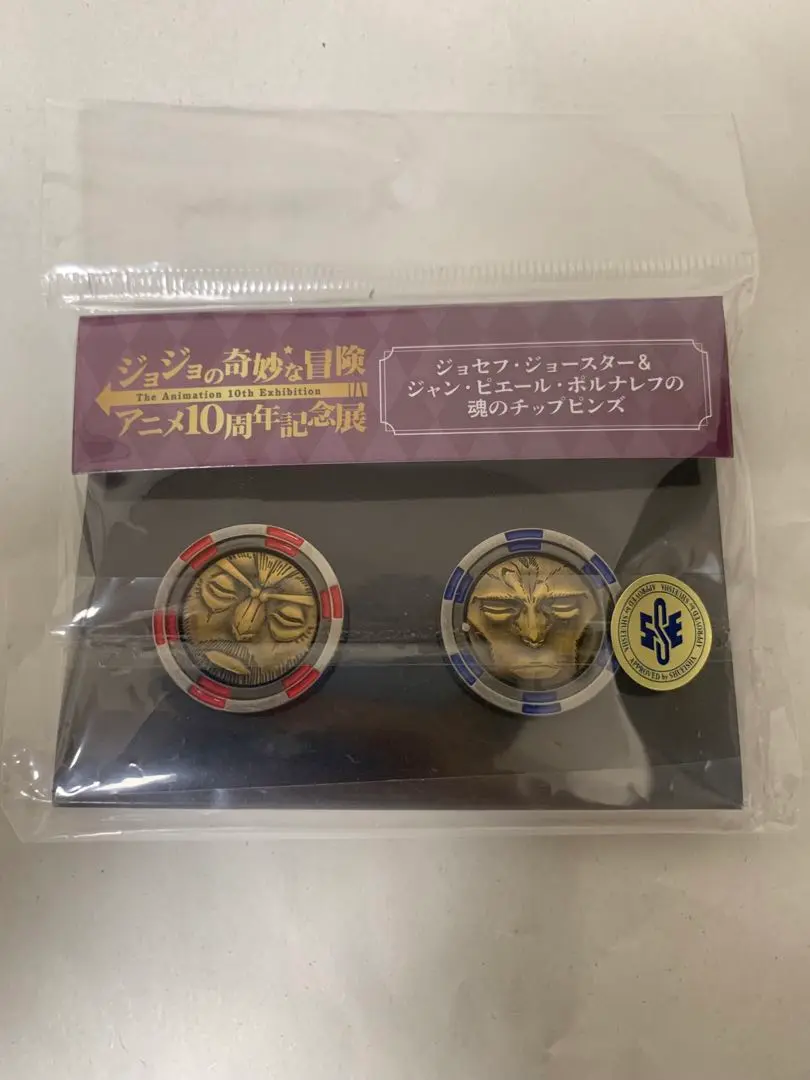 ジョジョの奇妙な冒険
The Animation 10th Exhibition
アニメ10周年記念展
ジョセフ・ジョースター&
ジャン・ピエール・ポルナレフの
魂のチップピンズ
APPROVED by SHUEISHA
APPROVED by SHUEISHA